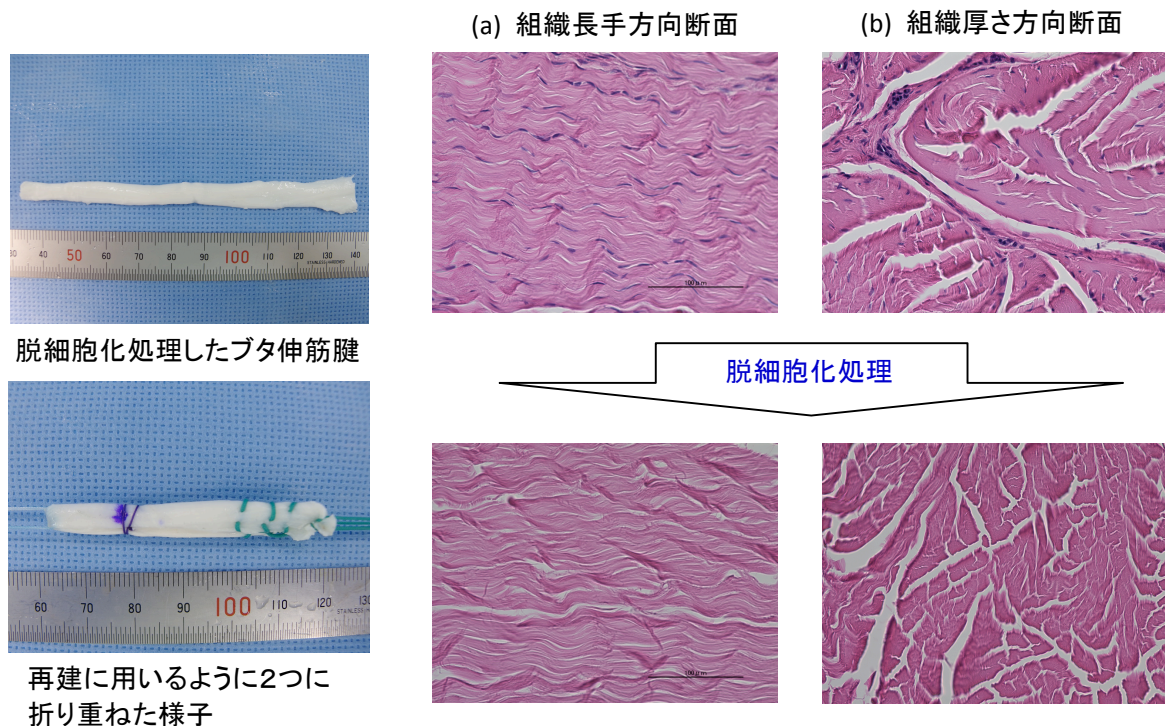 (a) 組織長手方向断面
(b) 組織厚さ方向断面
30 40 50 60 70 80 90 100 110 120 130 140
脱細胞化処理したブタ伸筋腱
100μm
脱細胞化処理
60 70 80 90 100 110 120 130
再建に用いるように2つに
折り重ねた様子
100μm